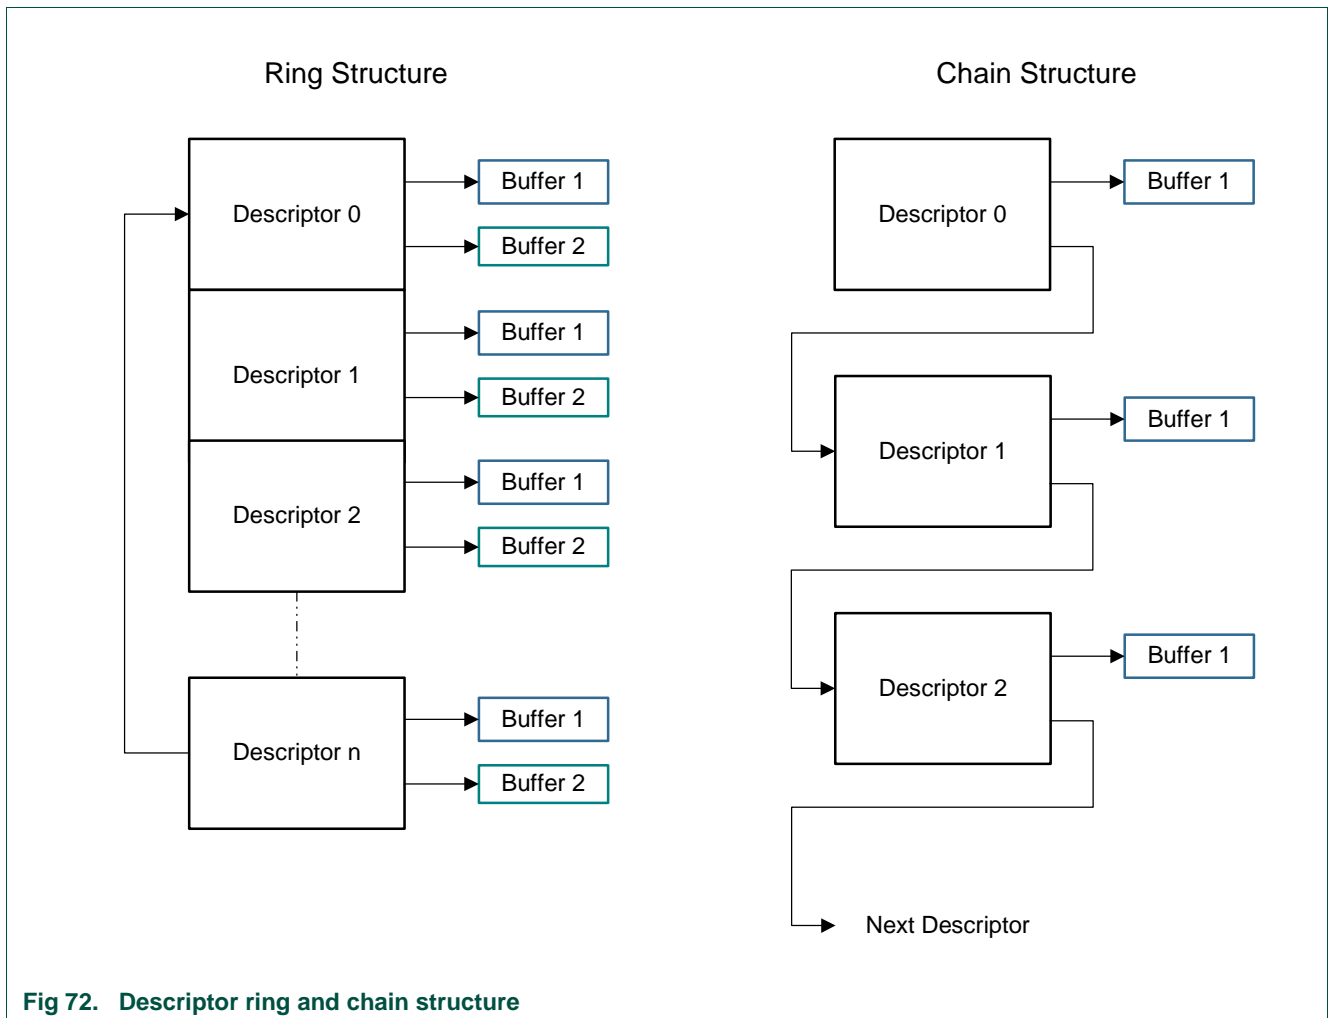 Ring Structure
Descriptor 0
Buffer 1
Buffer 2
Descriptor 1
Buffer 1
Buffer 2
Descriptor 2
Buffer 1
Buffer 2
Descriptor n
Buffer 1
Buffer 2
Chain Structure
Descriptor 0
Buffer 1
Descriptor 1
Buffer 1
Descriptor 2
Buffer 1
Next Descriptor
Fig 72. Descriptor ring and chain structure